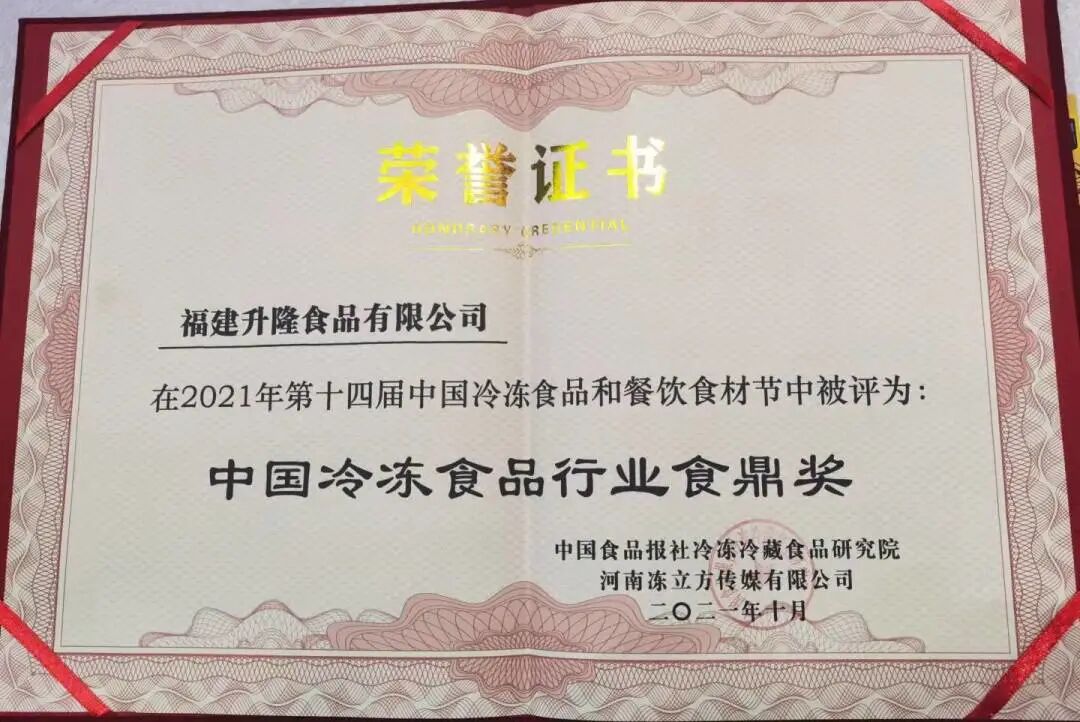 荣誉证书
HONORARY CREDENTIAL
福建升隆食品有限公司
在2021年第十四届中国冷冻食品和餐饮食材节中被评为：
中国冷冻食品行业食鼎奖
中国食品报社冷冻冷藏食品研究院
河南冻立方传媒有限公司
二〇二一年十月